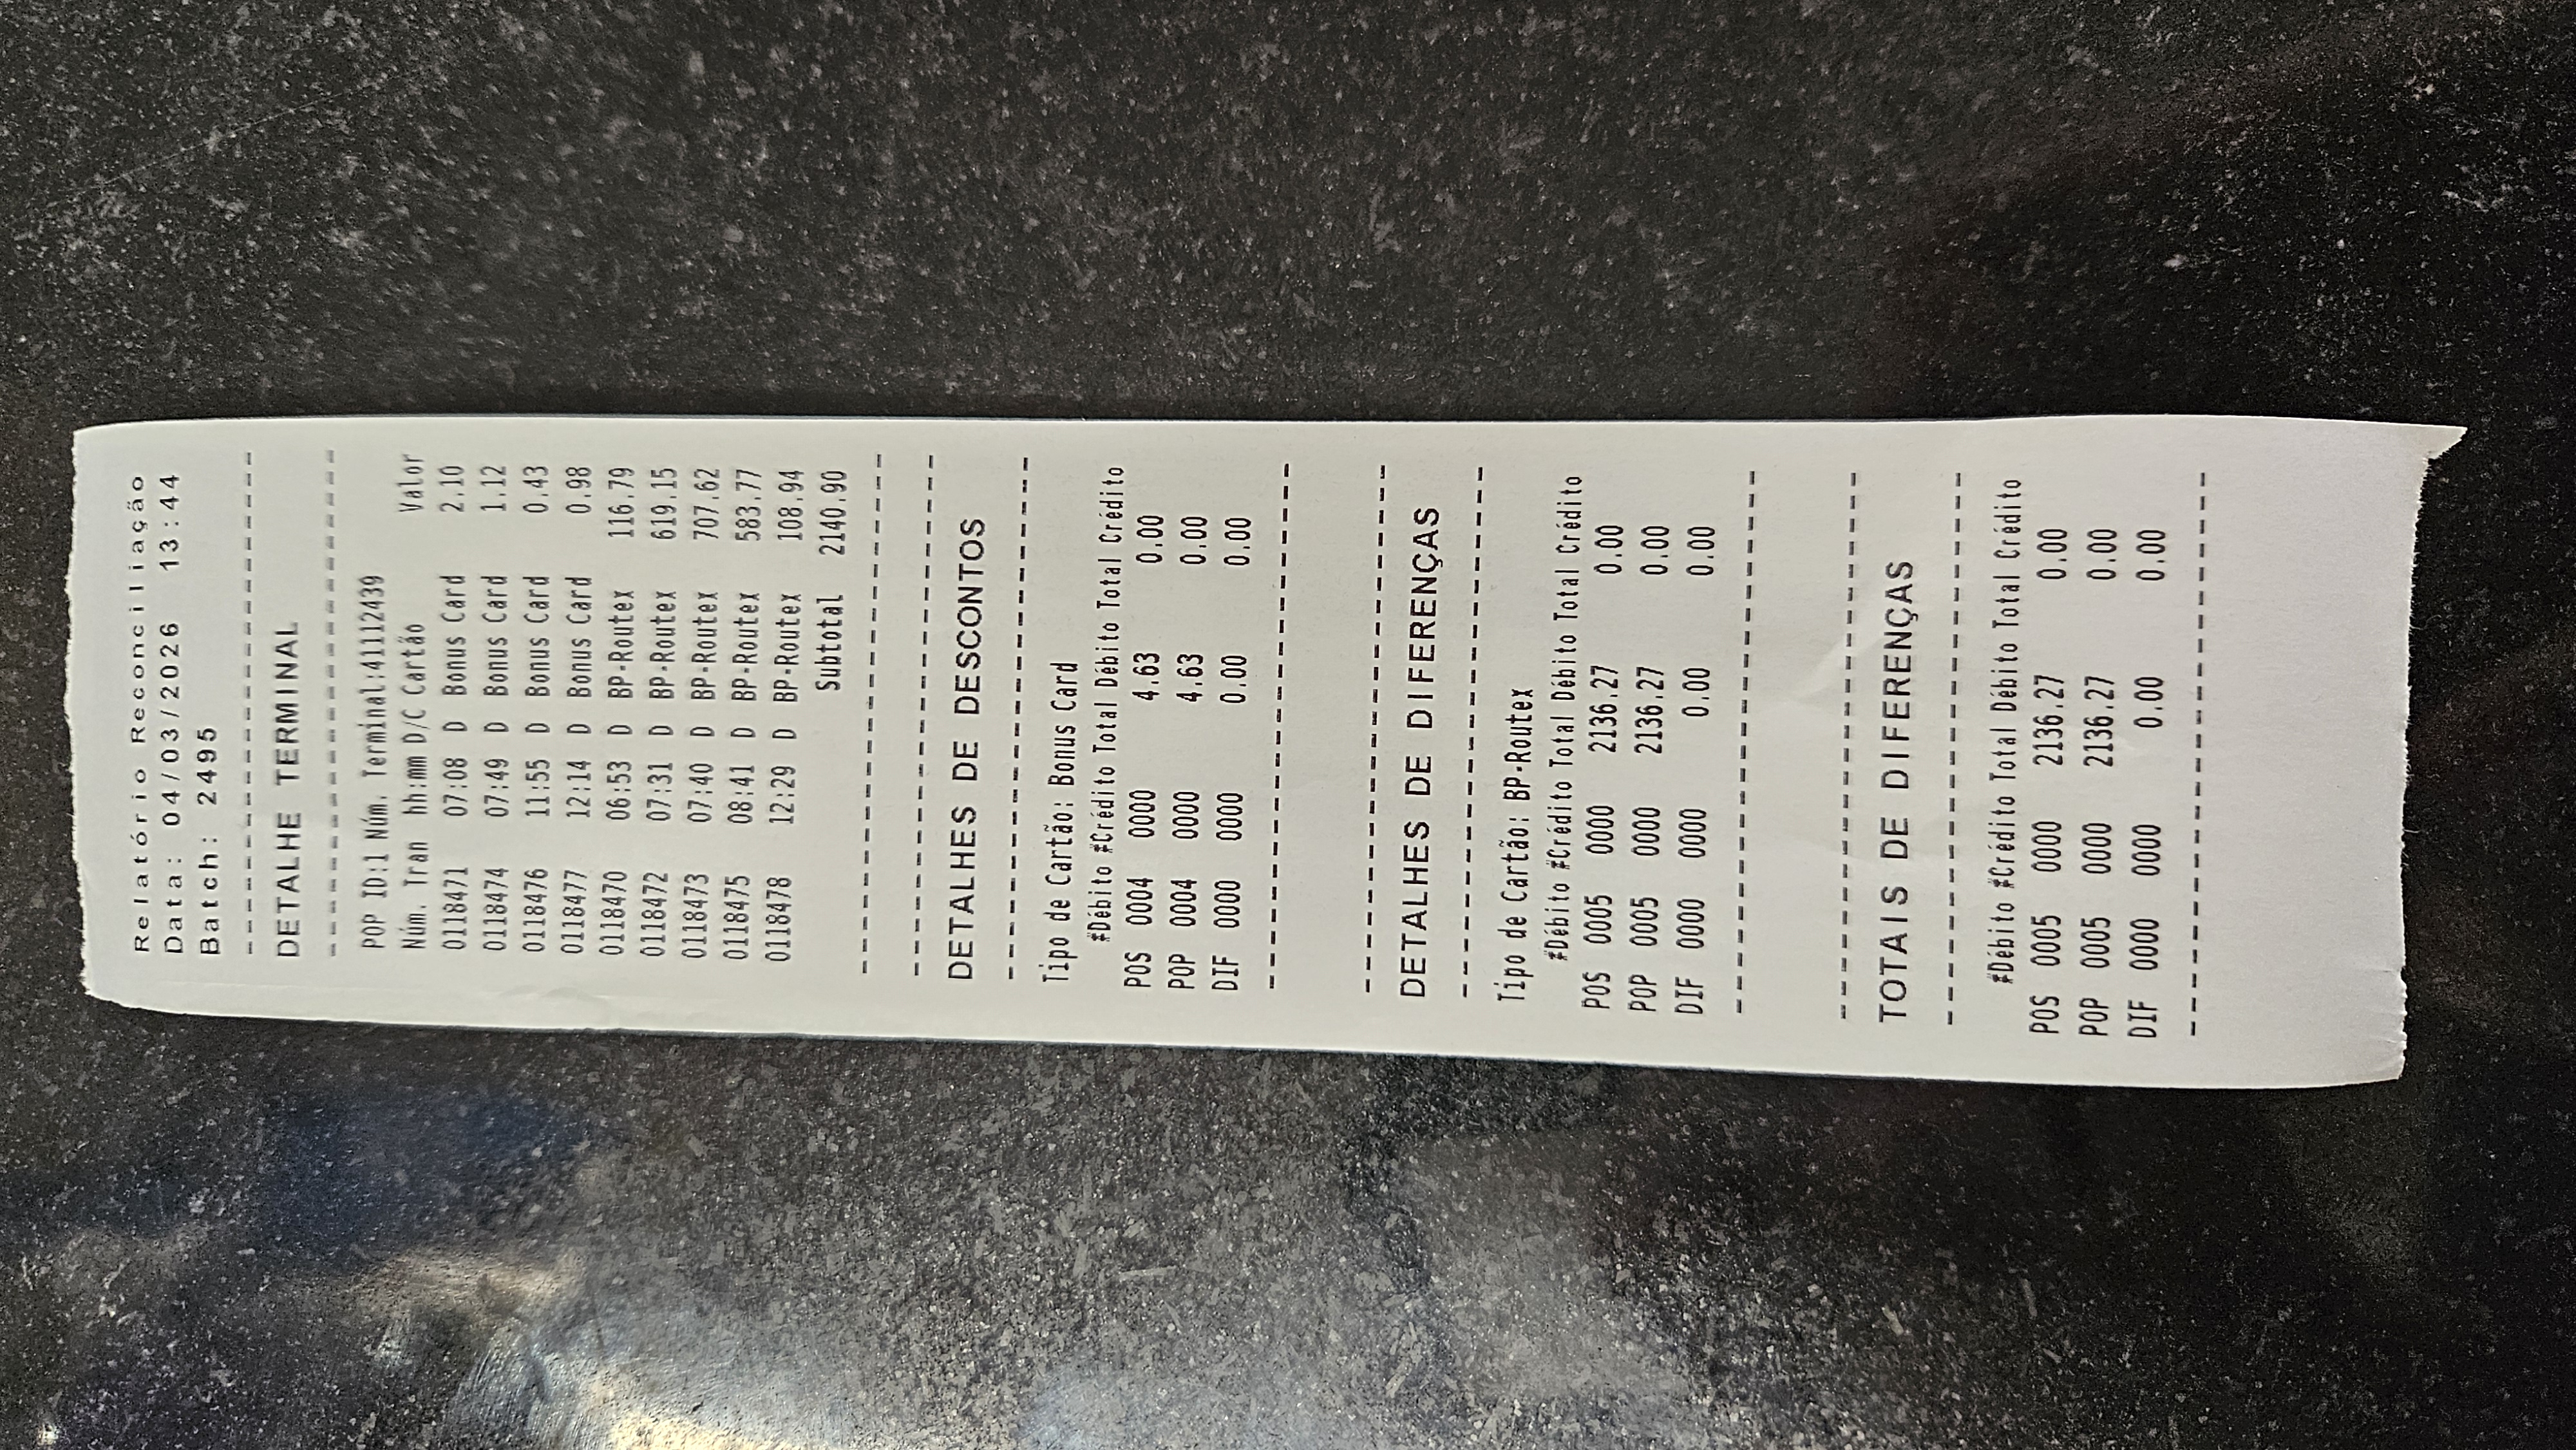 Relatório Reconciliação
Data: 04/03/2026 13:44
Batch: 2495
------------------------
DETALHE TERMINAL
------------------------
POP ID:1 Núm. Terminal:41112439
Núm. Tran hh:mm D/C Cartão Valor
0118471 07:08 D Bonus Card 2.10
0118474 07:49 D Bonus Card 1.12
0118476 11:55 D Bonus Card 0.43
0118477 12:14 D Bonus Card 0.98
0118470 06:53 D BP-Routex 116.79
0118472 07:31 D BP-Routex 619.15
0118473 07:40 D BP-Routex 707.62
0118475 08:41 D BP-Routex 583.77
0118478 12:29 D BP-Routex 108.94
Subtotal 2140.90
------------------------
------------------------
DETALHES DE DESCONTOS
------------------------
Tipo de Cartão: Bonus Card
#Débito #Crédito Total Débito Total Crédito
POS 0004 0000 4.63 0.00
POP 0004 0000 4.63 0.00
DIF 0000 0000 0.00 0.00
------------------------
------------------------
DETALHES DE DIFERENÇAS
------------------------
Tipo de Cartão: BP-Routex
#Débito #Crédito Total Débito Total Crédito
POS 0005 0000 2136.27 0.00
POP 0005 0000 2136.27 0.00
DIF 0000 0000 0.00 0.00
------------------------
------------------------
TOTAIS DE DIFERENÇAS
------------------------
#Débito #Crédito Total Débito Total Crédito
POS 0005 0000 2136.27 0.00
POP 0005 0000 2136.27 0.00
DIF 0000 0000 0.00 0.00
------------------------